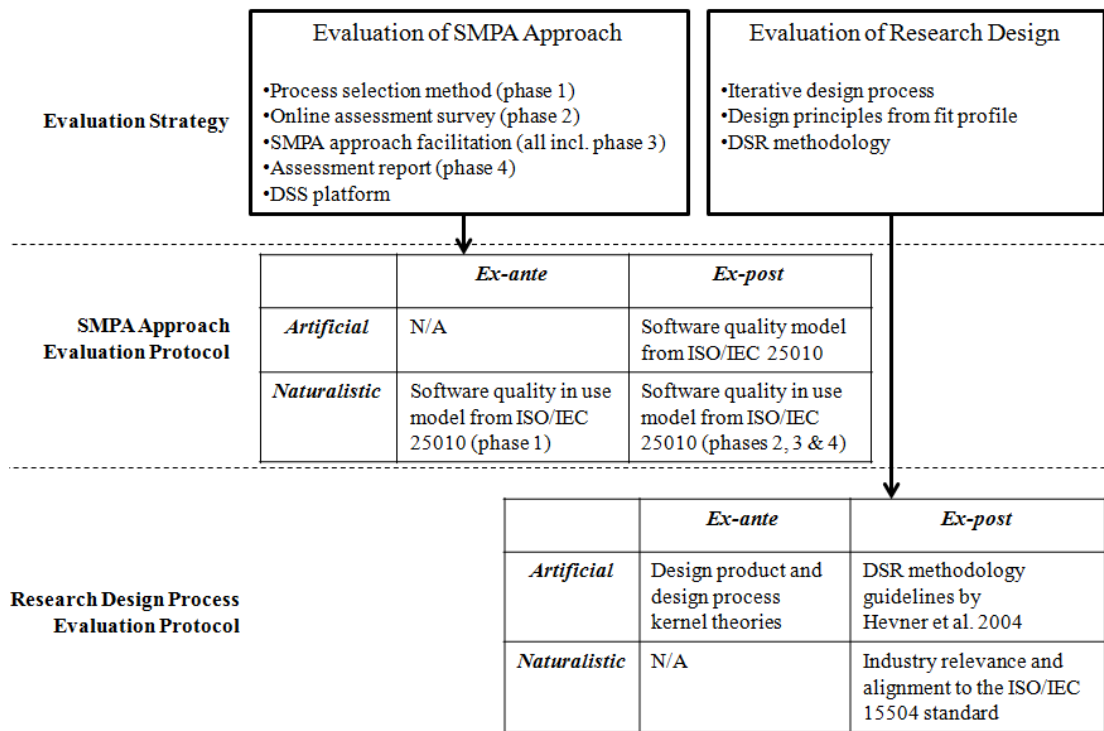 Evaluation Strategy
Evaluation of SMPA Approach
•Process selection method (phase 1)
•Online assessment survey (phase 2)
•SMPA approach facilitation (all incl. phase 3)
•Assessment report (phase 4)
•DSS platform
Evaluation of Research Design
•Iterative design process
•Design principles from fit profile
•DSR methodology
SMPA Approach
Evaluation Protocol
Ex-ante
Ex-post
Artificial
N/A
Software quality model
from ISO/IEC 25010
Naturalistic
Software quality in use
model from ISO/IEC
25010 (phase 1)
Software quality in use
model from ISO/IEC
25010 (phases 2, 3 & 4)
Research Design Process
Evaluation Protocol
Ex-ante
Ex-post
Artificial
Design product and
design process
kernel theories
DSR methodology
guidelines by
Hevner et al. 2004
Naturalistic
N/A
Industry relevance and
alignment to the ISO/IEC
15504 standard